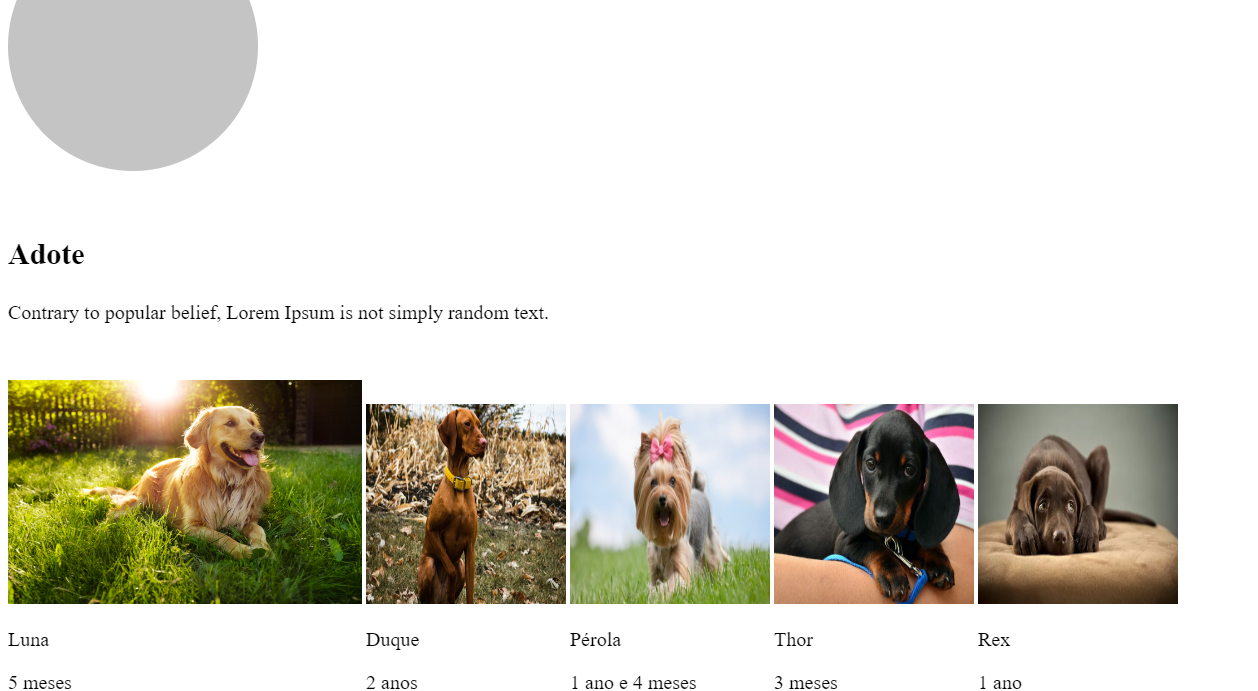 Adote
Contrary to popular belief, Lorem Ipsum is not simply random text.
Luna
Duque
Pérola
Thor
Rex
5 meses
2 anos
1 ano e 4 meses
3 meses
1 ano